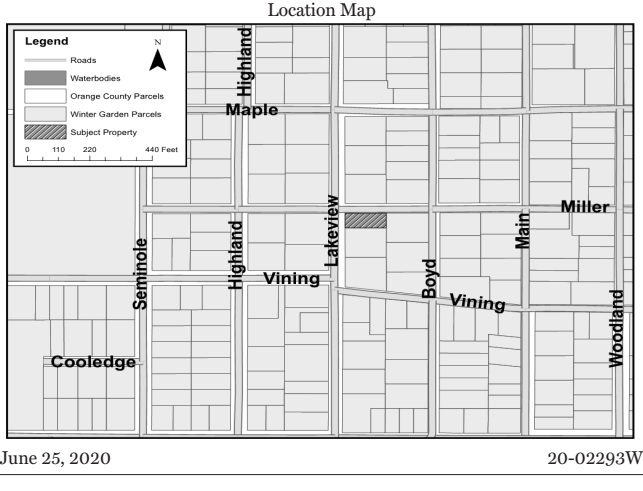 Location Map
Legend
N
Roads
Waterbodies
Orange County Parcels
Winter Garden Parcels
Subject Property
0 110 220 440 Feet
Highland
Maple
Miller
Seminole
Highland
Lakeview
Boyd
Main
Woodland
Vining
Vining
Cooledge
June 25, 2020 20-02293W